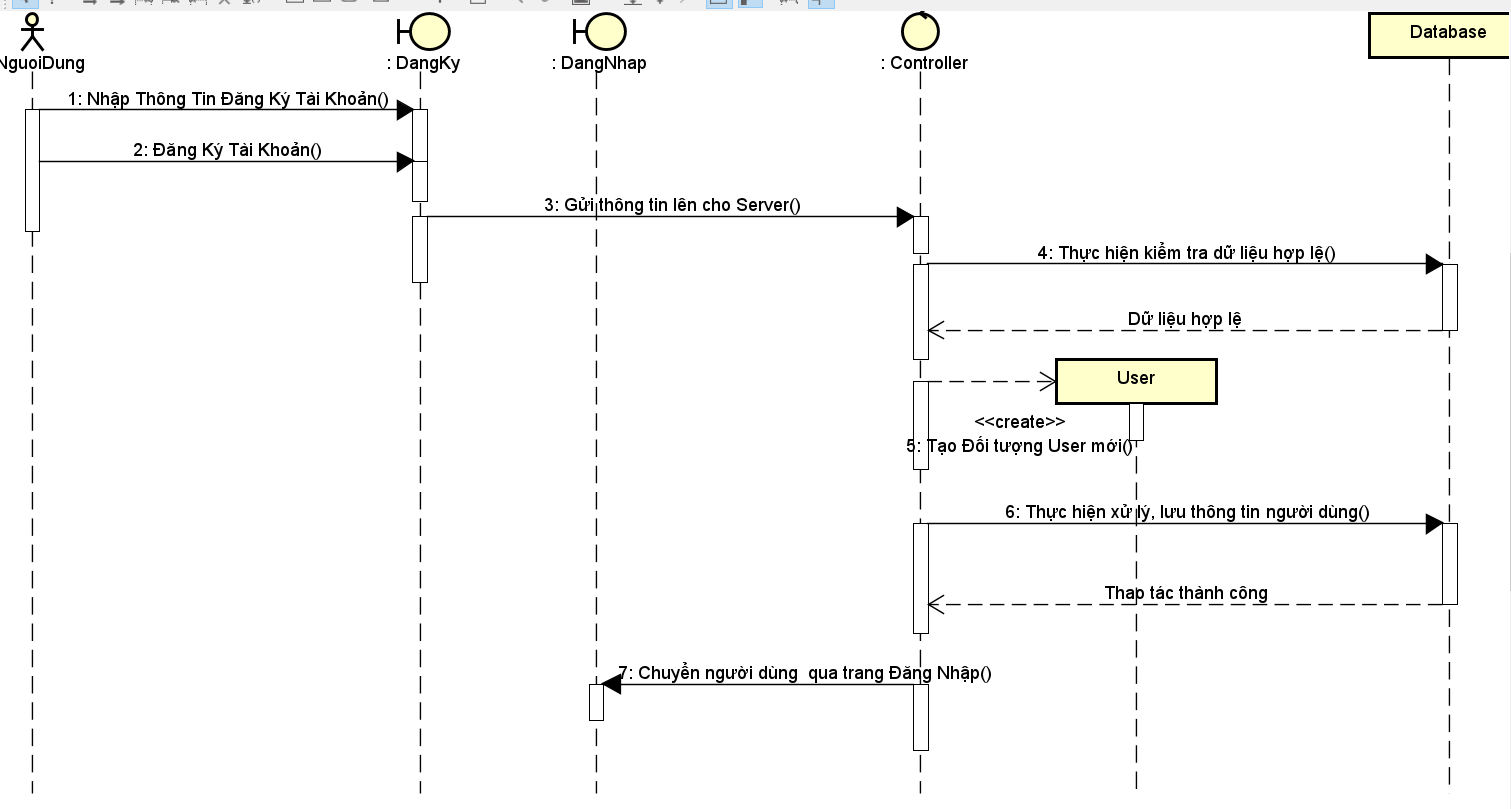 Database
NguoiDung
: DangKy
: DangNhap
: Controller
1: Nhập Thông Tin Đăng Ký Tài Khoản()
2: Đăng Ký Tài Khoản()
3: Gửi thông tin lên cho Server()
4: Thực hiện kiểm tra dữ liệu hợp lệ()
Dữ liệu hợp lệ
User
<<create>>
5: Tạo Đối tượng User mới()
6: Thực hiện xử lý, lưu thông tin người dùng()
Thap tác thành công
7: Chuyển người dùng  qua trang Đăng Nhập()